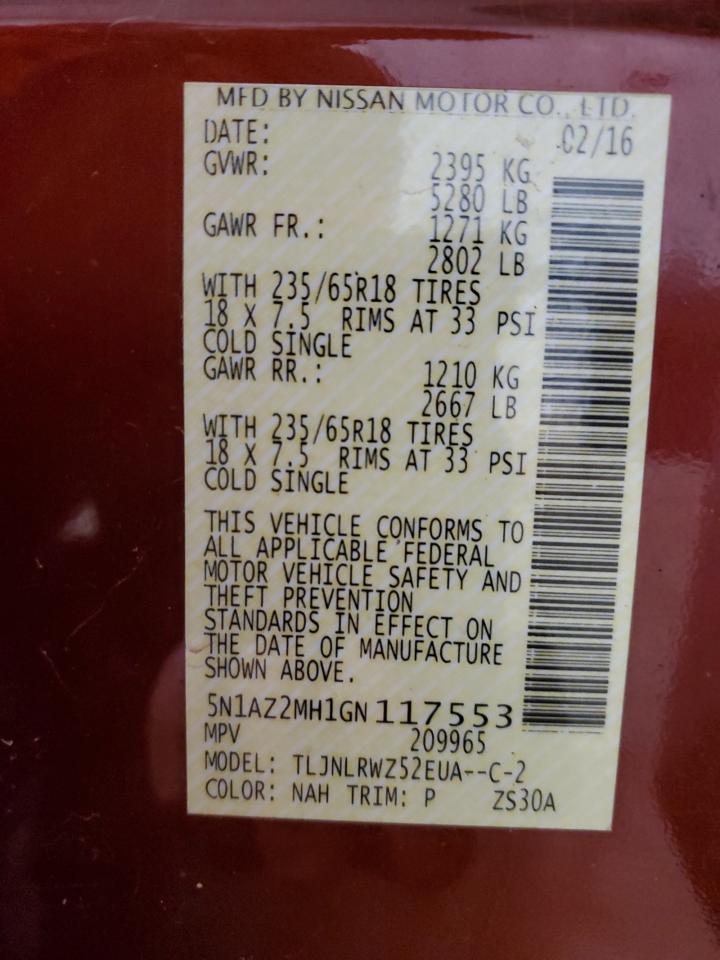 MFD BY NISSAN MOTOR CO., LTD.
DATE: 02/16
GVWR: 2395 KG
5280 LB
GAWR FR.: 1271 KG
2802 LB
WITH 235/65R18 TIRES
18 X 7.5 RIMS AT 33 PSI
COLD SINGLE
GAWR RR.: 1210 KG
2667 LB
WITH 235/65R18 TIRES
18 X 7.5 RIMS AT 33 PSI
COLD SINGLE
THIS VEHICLE CONFORMS TO
ALL APPLICABLE FEDERAL
MOTOR VEHICLE SAFETY AND
THEFT PREVENTION
STANDARDS IN EFFECT ON
THE DATE OF MANUFACTURE
SHOWN ABOVE.
5N1AZ2MH1GN117553
MPV 209965
MODEL: TLJNLRWZ52EUA--C-2
COLOR: NAH TRIM: P ZS30A